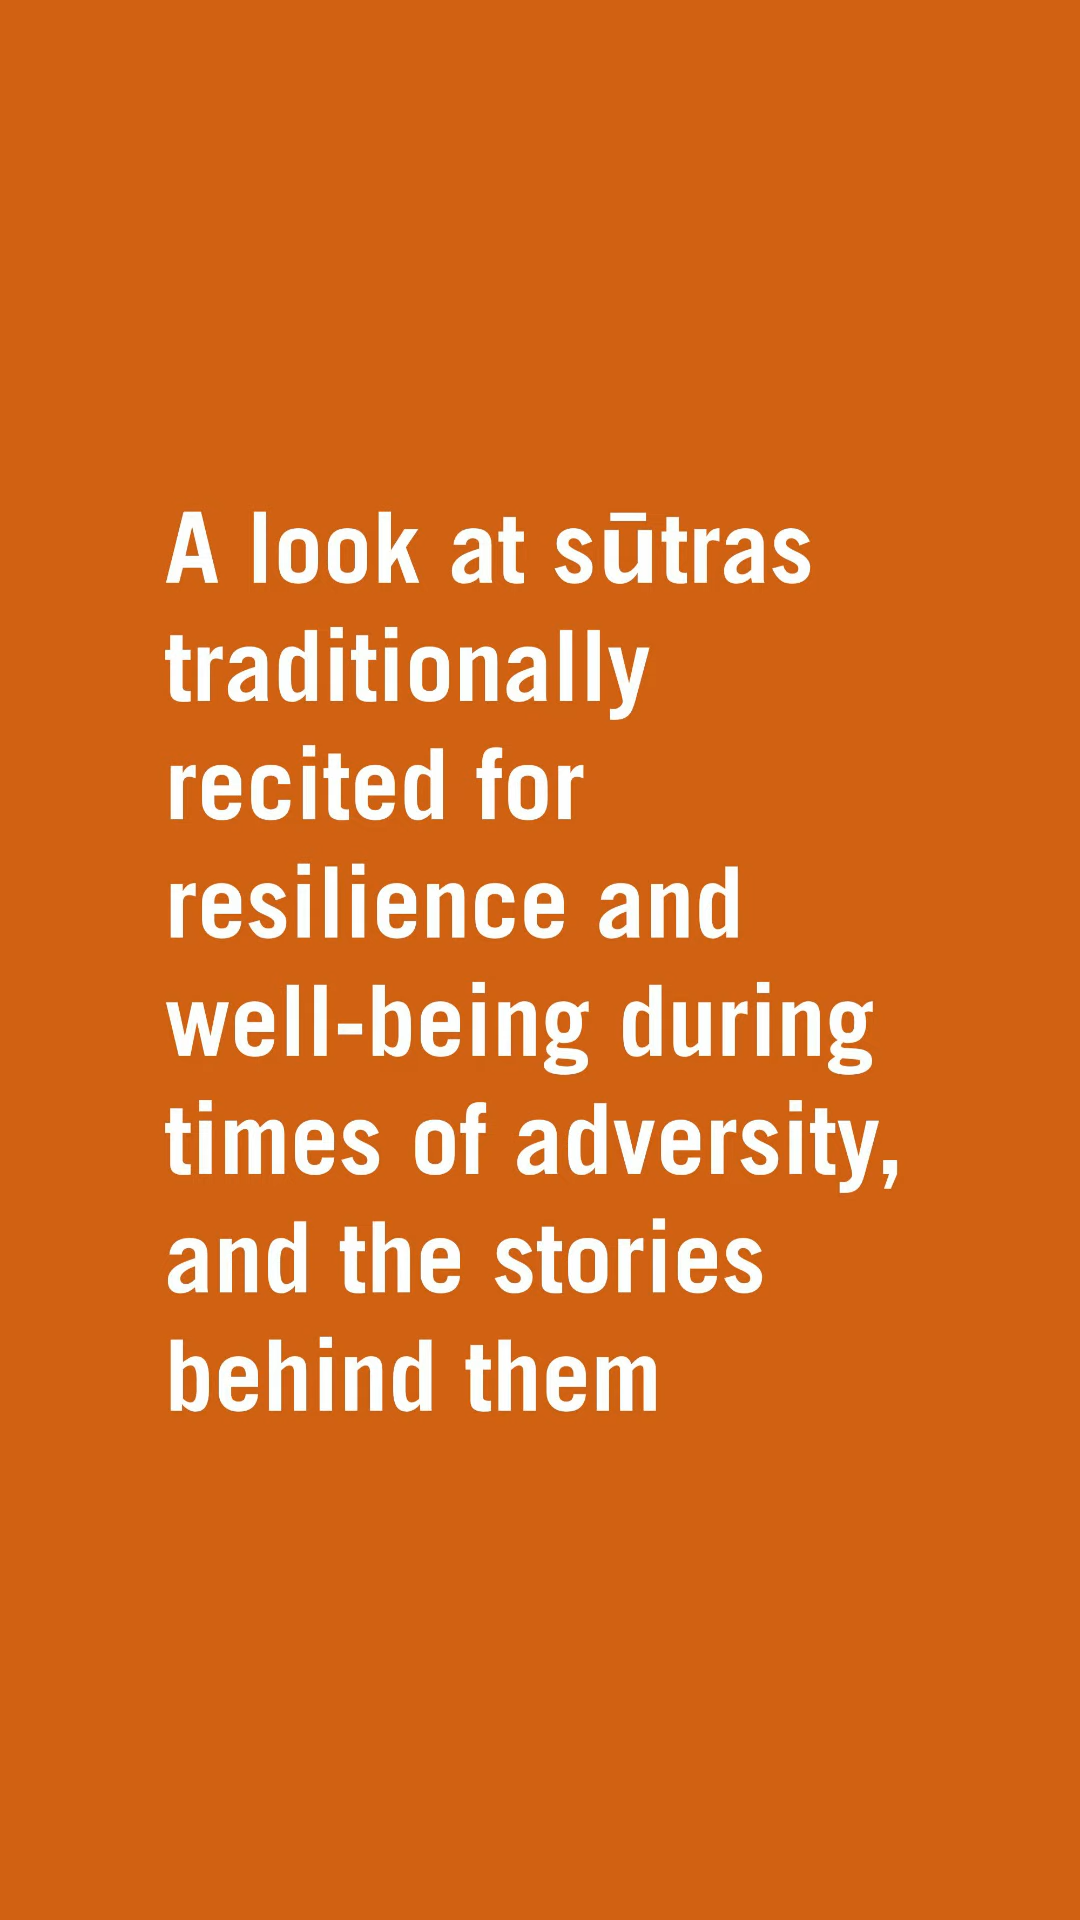 A look at sūtras
traditionally
recited for
resilience and
well-being during
times of adversity,
and the stories
behind them